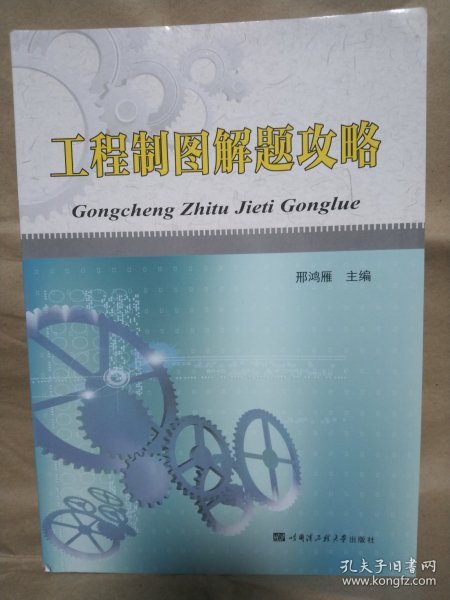 工程制图解题攻略
Gongcheng Zhitu Jieti Gonglue
邢鸿雁 主编
哈尔滨工程大学出版社
孔夫子旧书网
www.kongfz.com